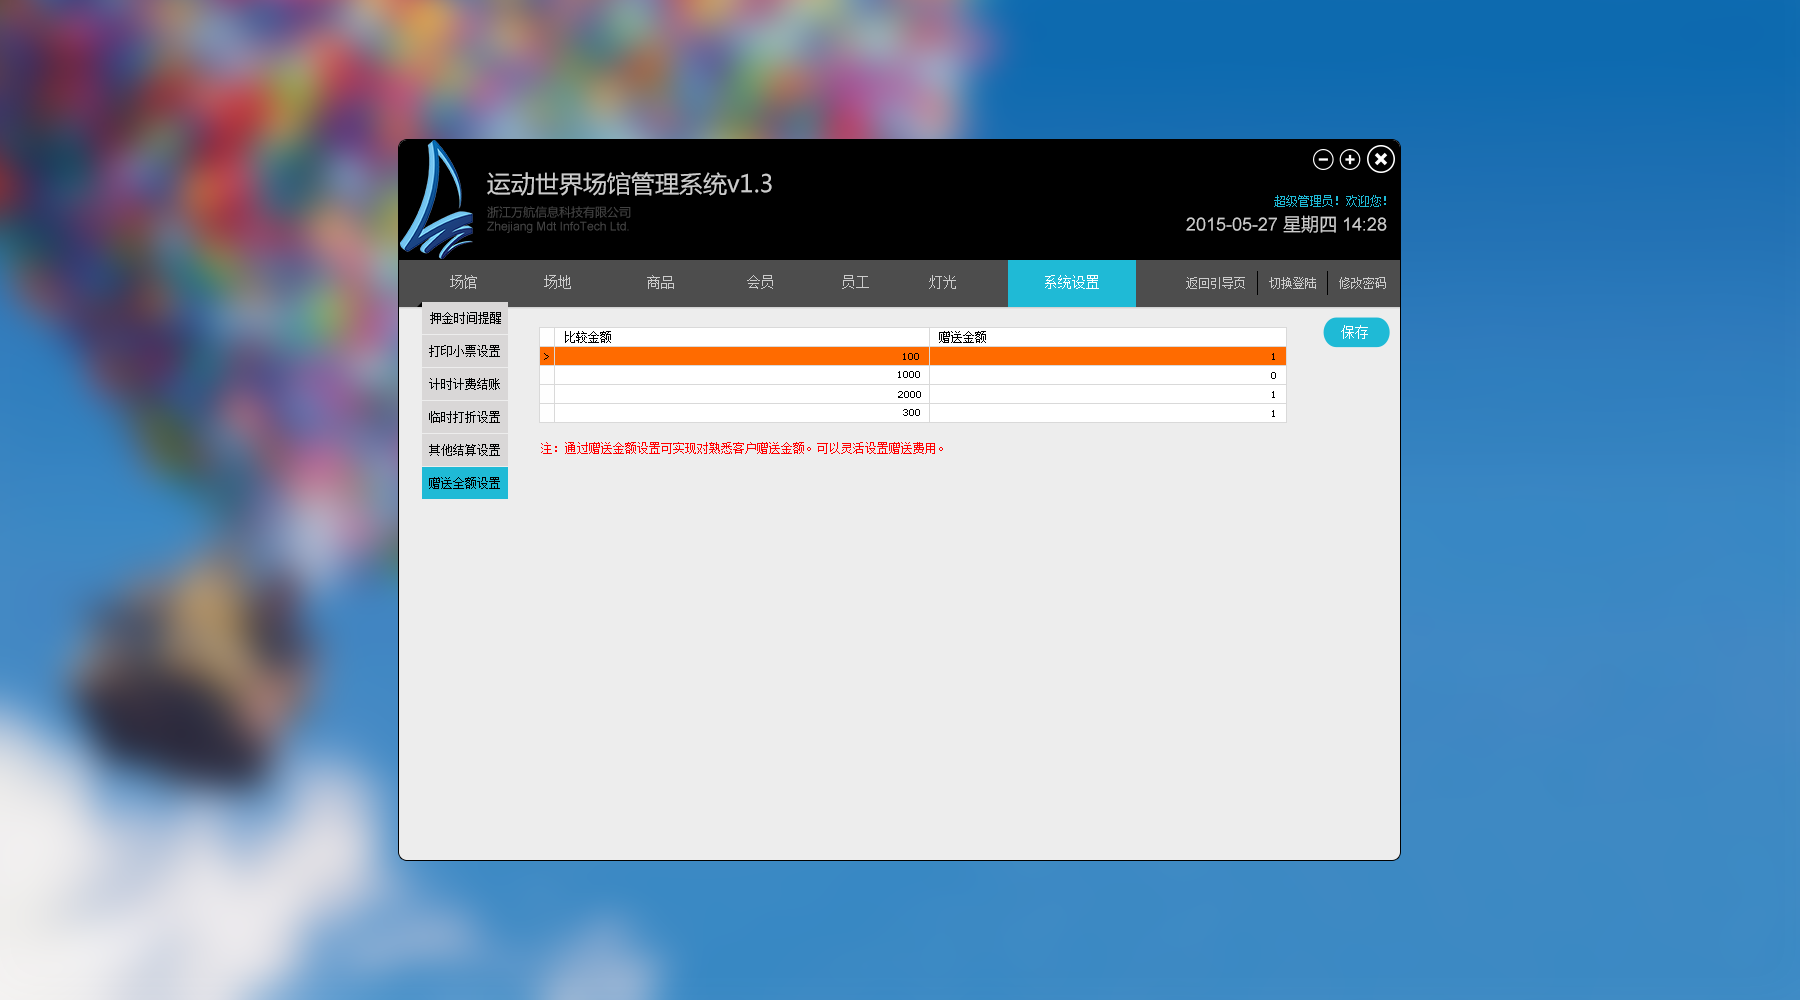 运动世界场馆管理系统v1.3
浙江万航信息科技有限公司
Zhejiang Mdt InfoTech Ltd.
超级管理员！欢迎您！
2015-05-27 星期四 14:28
场馆 场地 商品 会员 员工 灯光 系统设置 返回引导页 切换登陆 修改密码
押金时间提醒
打印小票设置
计时计费结账
临时打折设置
其他结算设置
赠送全额设置
保存
比较金额 赠送金额
> 100 1
1000 0
2000 1
300 1
注：通过赠送金额设置可实现对熟悉客户赠送金额。可以灵活设置赠送费用。